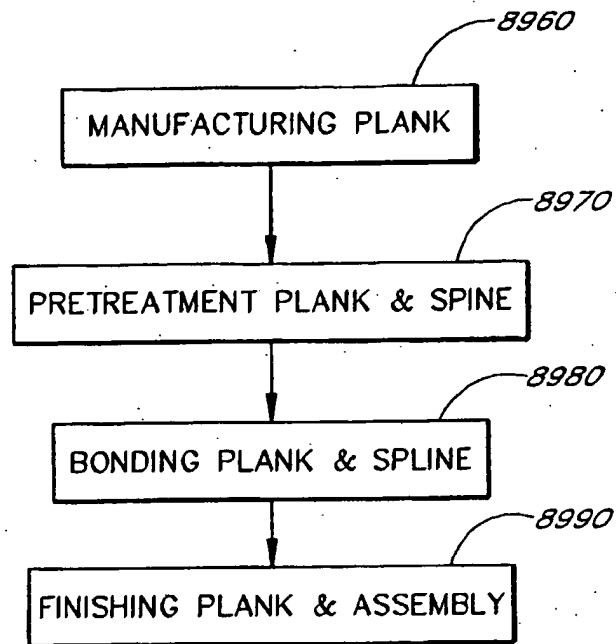 8960
MANUFACTURING PLANK
8970
PRETREATMENT PLANK & SPINE
8980
BONDING PLANK & SPLINE
8990
FINISHING PLANK & ASSEMBLY